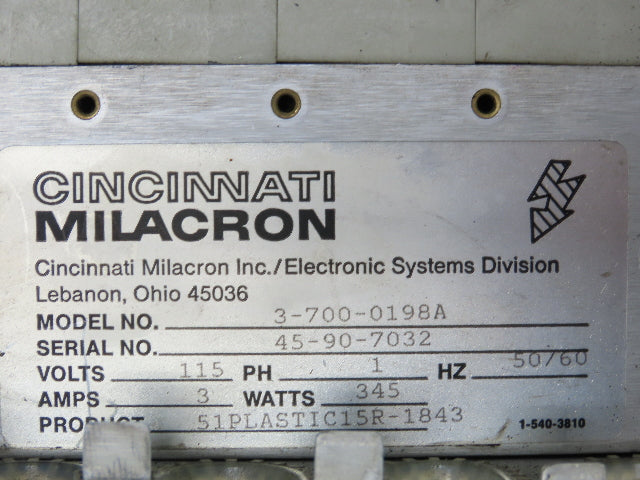 CINCINNATI
MILACRON
Cincinnati Milacron Inc./Electronic Systems Division
Lebanon, Ohio 45036
MODEL NO. 3-700-0198A
SERIAL NO. 45-90-7032
VOLTS 115 PH 1 HZ 50/60
AMPS 3 WATTS 345
PRODUCT 51PLASTIC15R-1843
1-540-3810